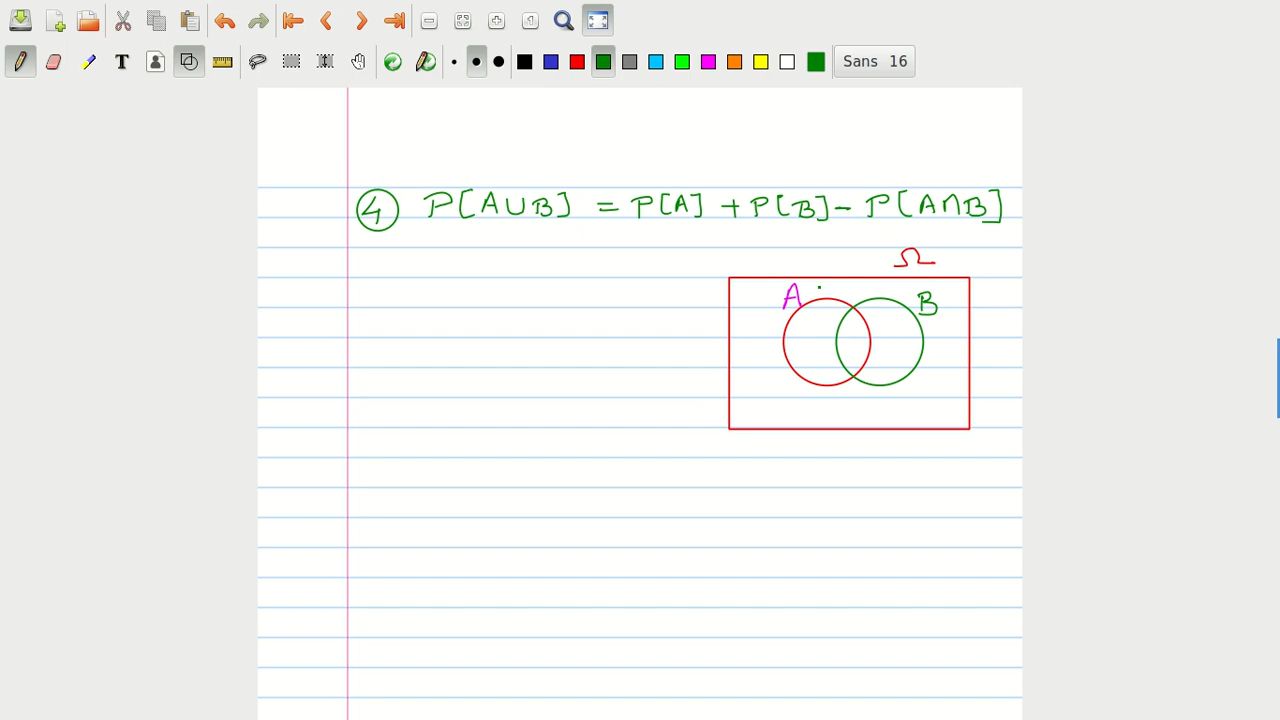 Sans 16
④ P[A∪B] = P[A] + P[B] - P[A∩B]
Ω
A B